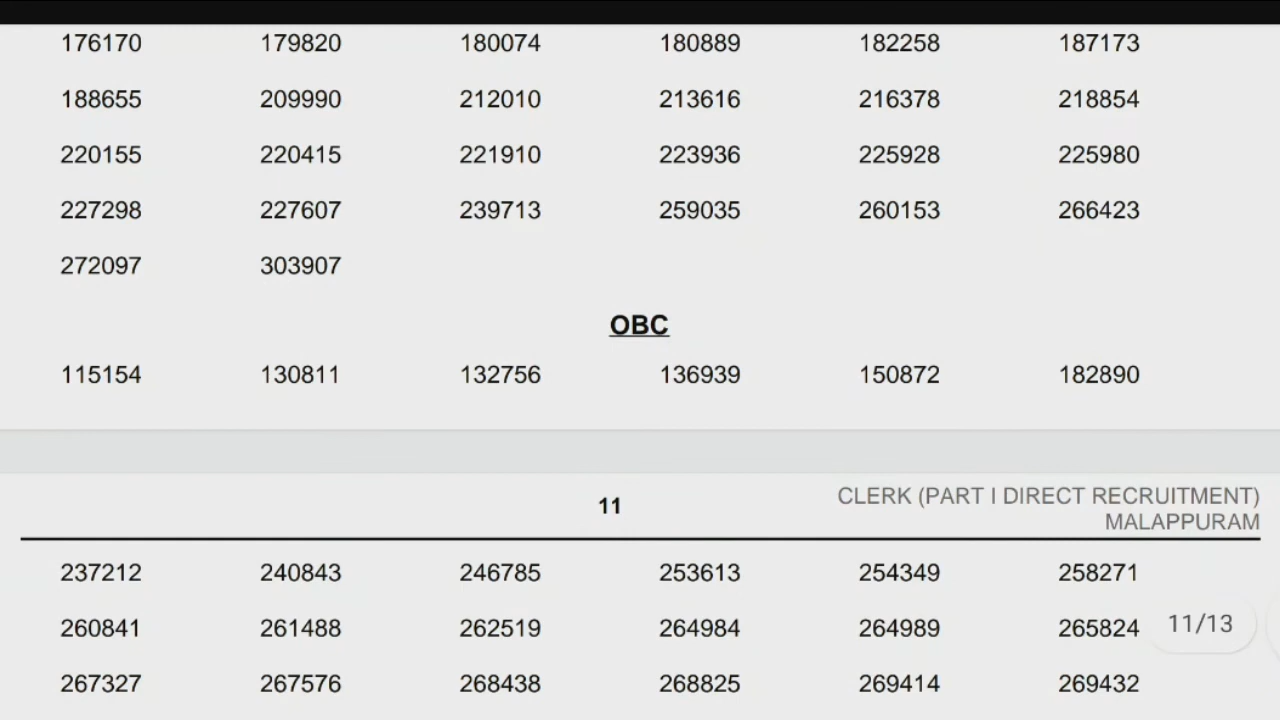 176170 179820 180074 180889 182258 187173
188655 209990 212010 213616 216378 218854
220155 220415 221910 223936 225928 225980
227298 227607 239713 259035 260153 266423
272097 303907
OBC
115154 130811 132756 136939 150872 182890
11 CLERK (PART I DIRECT RECRUITMENT)
MALAPPURAM
237212 240843 246785 253613 254349 258271
260841 261488 262519 264984 264989 265824
11/13
267327 267576 268438 268825 269414 269432